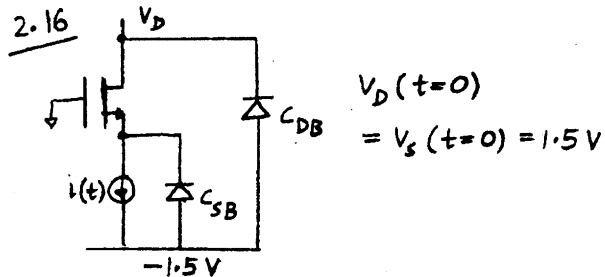 2.16
V_D
V_D (t=0)
= V_S (t=0) = 1.5 V
C_DB
i(t)
C_SB
-1.5 V